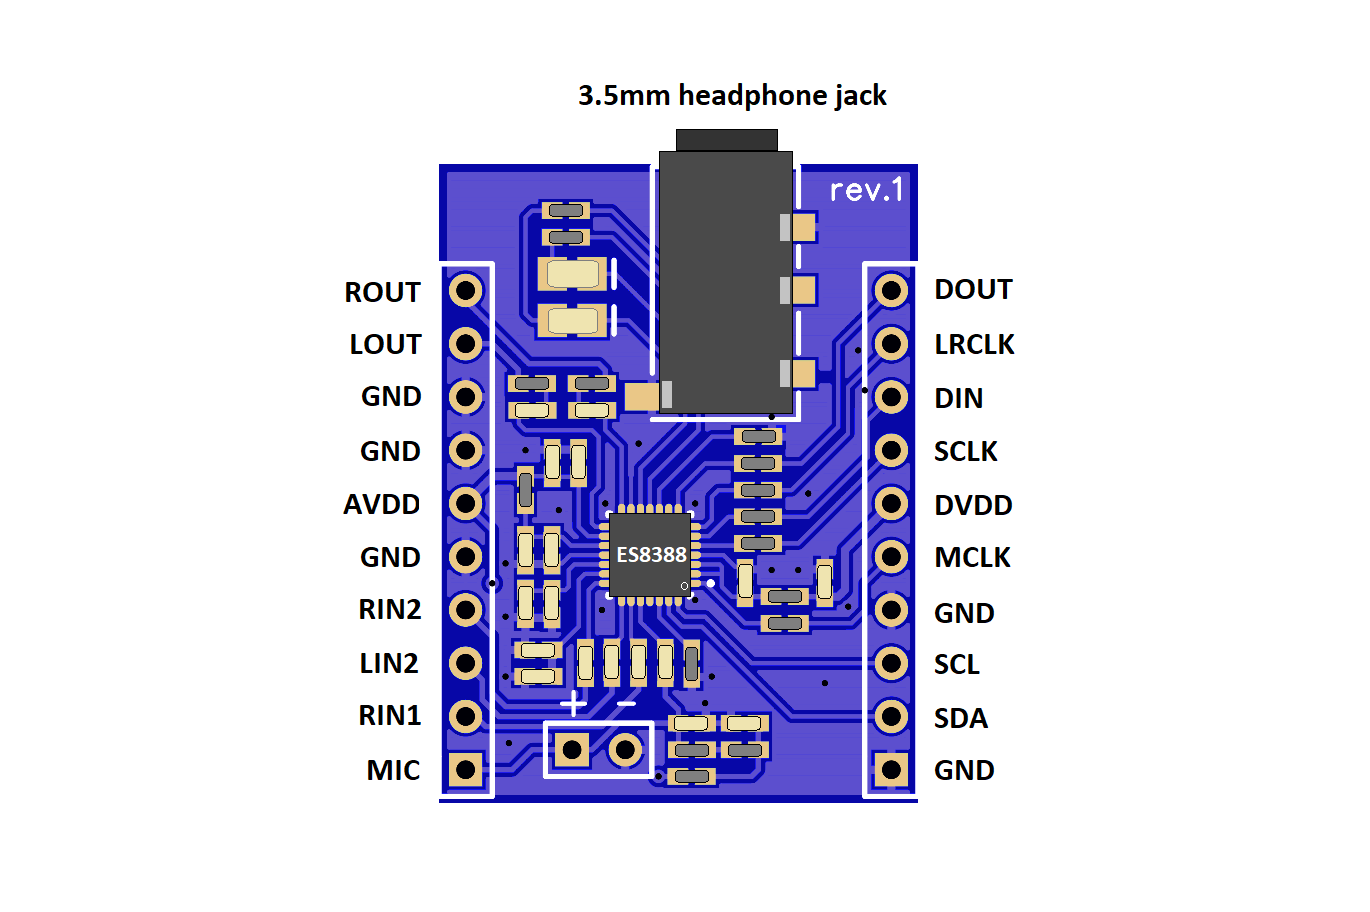 3.5mm headphone jack
rev.1
ROUT
LOUT
GND
GND
AVDD
GND
RIN2
LIN2
RIN1
MIC
ES8388
+ −
DOUT
LRCLK
DIN
SCLK
DVDD
MCLK
GND
SCL
SDA
GND